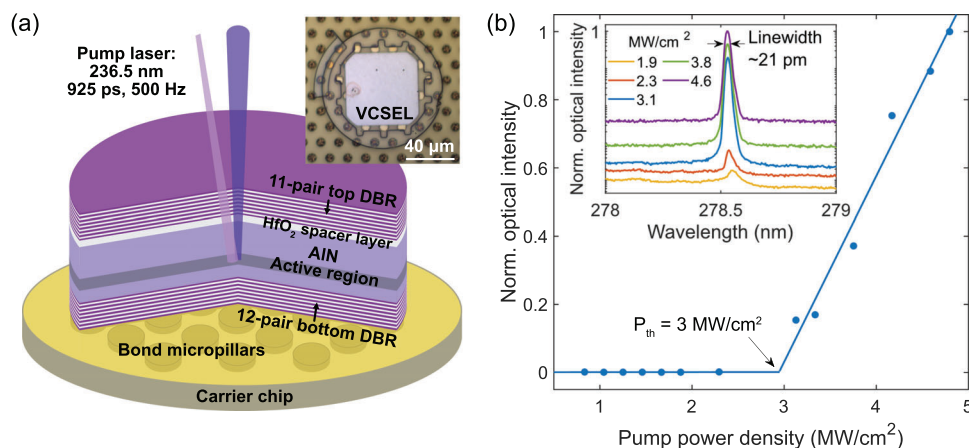 (a)
Pump laser:
236.5 nm
925 ps, 500 Hz
VCSEL
40 µm
11-pair top DBR
HfO₂ spacer layer
AlN
Active region
12-pair bottom DBR
Bond micropillars
Carrier chip
(b)
Norm. optical intensity
1.0
0.8
0.6
0.4
0.2
0
1
2
3
4
5
Pump power density (MW/cm²)
P_th = 3 MW/cm²
Norm. optical intensity
1
MW/cm²
1.9
3.8
2.3
4.6
3.1
Linewidth
~21 pm
278
278.5
279
Wavelength (nm)